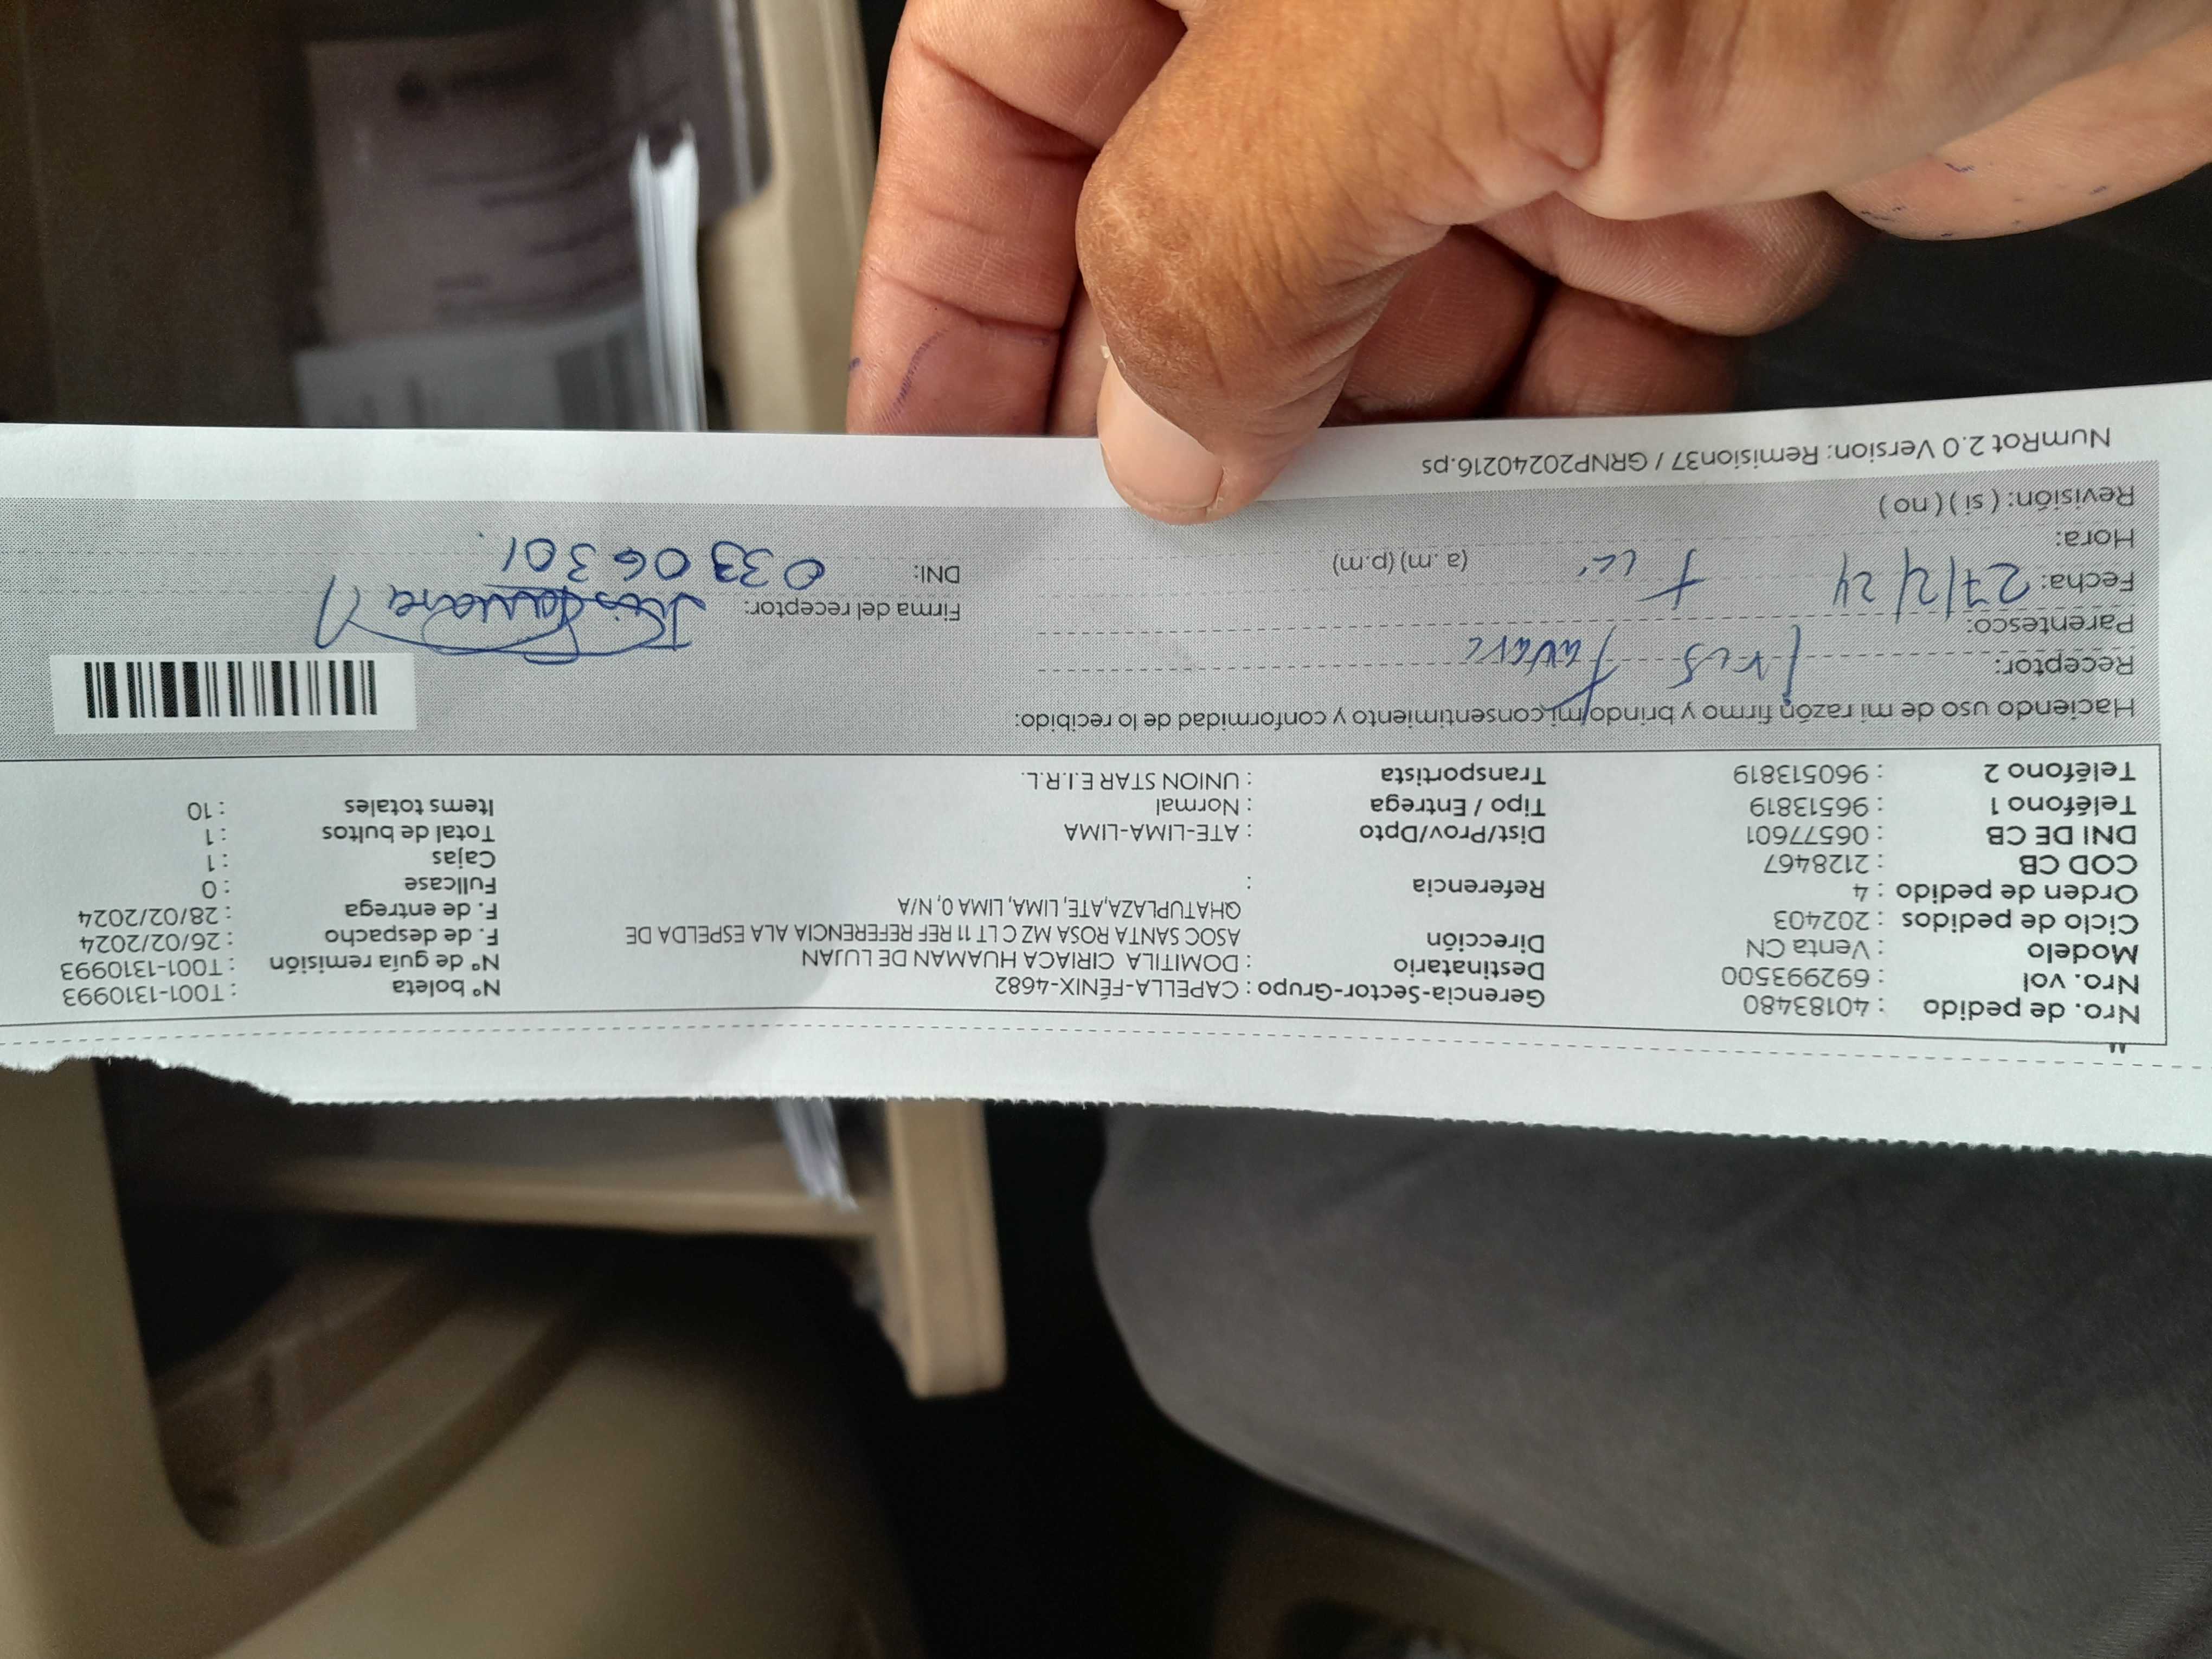 Nro. de pedido : 40183480 Gerencia-Sector-Grupo : CAPELLA-FÉNIX-4682 N° boleta : T001-1310993
Nro. vol : 692993500 Destinatario : DOMITILA CIRIACA HUAMAN DE LUJAN N° de guía remisión : T001-1310993
Modelo : Venta CN Dirección ASOC SANTA ROSA MZ C LT 11 REF REFERENCIA ALA ESPELDA DE F. de despacho : 26/02/2024
Ciclo de pedidos : 202403 QHATUPLAZA,ATE, LIMA, LIMA 0, N/A F. de entrega : 28/02/2024
Orden de pedido : 4 Referencia : Fullcase : 0
COD CB : 2128467 Cajas : 1
DNI DE CB : 06577601 Dist/Prov/Dpto : ATE-LIMA-LIMA Total de bultos : 1
Teléfono 1 : 96513819 Tipo / Entrega : Normal Items totales : 10
Teléfono 2 : 960513819 Transportista : UNION STAR E.I.R.L.
Haciendo uso de mi razón firmo y brindo mi consentimiento y conformidad de lo recibido:
Receptor: Iris
Parentesco:
Firma del receptor:
Fecha: 27/2/24
DNI: 03306301
Hora: (a.m) (p.m)
Revisión: ( si ) ( no )
NumRot 2.0 Version: Remision37 / GRNP20240216.ps